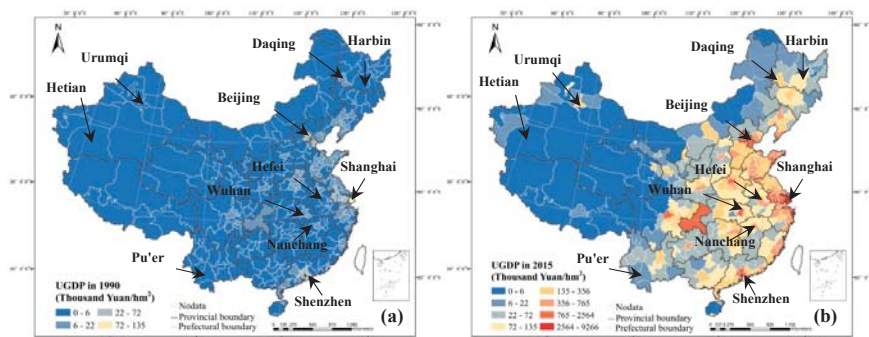 N
Daqing
Harbin
Urumqi
Hetian
Beijing
Hefei
Shanghai
Wuhan
Nanchang
Pu'er
Shenzhen
UGDP in 1990
(Thousand Yuan/hm²)
0 - 6
22 - 72
6 - 22
72 - 135
Nodata
Provincial boundary
Prefectural boundary
(a)
N
Daqing
Harbin
Urumqi
Hetian
Beijing
Hefei
Shanghai
Wuhan
Nanchang
Pu'er
Shenzhen
UGDP in 2015
(Thousand Yuan/hm²)
0 - 6
135 - 356
6 - 22
356 - 765
22 - 72
765 - 2564
72 - 135
2564 - 9266
Nodata
Provincial boundary
Prefectural boundary
(b)